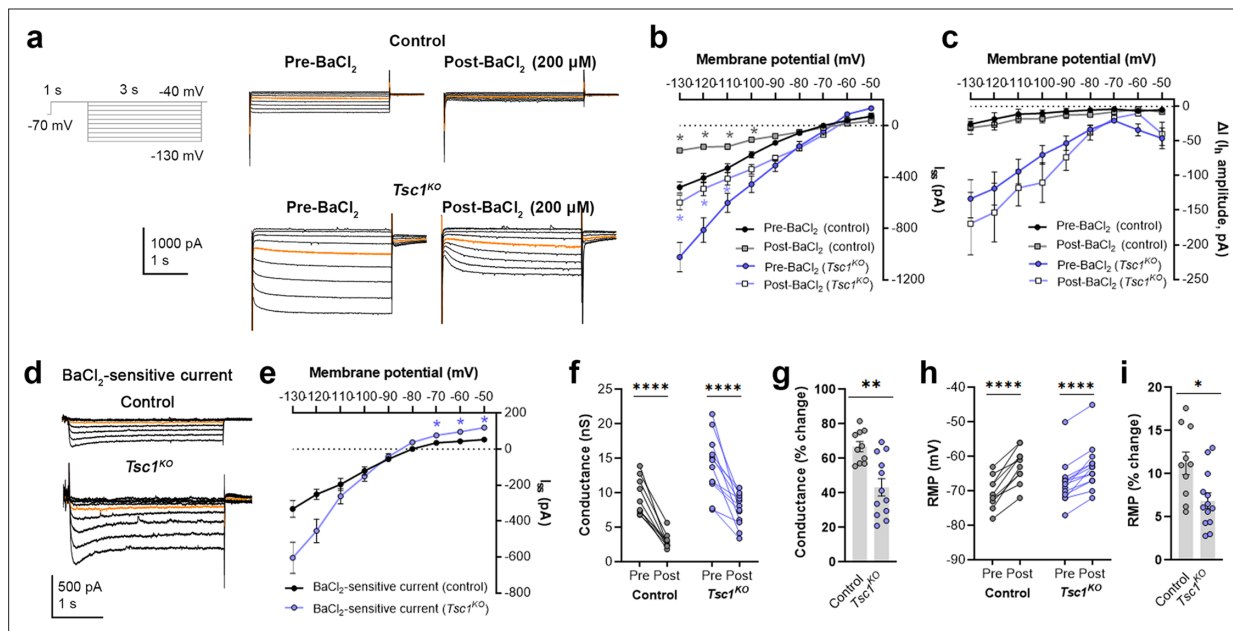 a
Control
Pre-BaCl₂
Post-BaCl₂ (200 µM)
1 s
3 s
-40 mV
-70 mV
-130 mV
Tsc1ᴷᴼ
Pre-BaCl₂
Post-BaCl₂ (200 µM)
1000 pA
1 s
b
Membrane potential (mV)
-130 -120 -110 -100 -90 -80 -70 -60 -50
* * * *
* * *
0
-400
-800
-1200
Iss (pA)
Pre-BaCl₂ (control)
Post-BaCl₂ (control)
Pre-BaCl₂ (Tsc1ᴷᴼ)
Post-BaCl₂ (Tsc1ᴷᴼ)
c
Membrane potential (mV)
-130 -120 -110 -100 -90 -80 -70 -60 -50
0
-50
-100
-150
-200
-250
ΔI (Iₕ amplitude, pA)
Pre-BaCl₂ (control)
Post-BaCl₂ (control)
Pre-BaCl₂ (Tsc1ᴷᴼ)
Post-BaCl₂ (Tsc1ᴷᴼ)
d
BaCl₂-sensitive current
Control
Tsc1ᴷᴼ
500 pA
1 s
e
Membrane potential (mV)
-130 -120 -110 -100 -90 -80 -70 -60 -50
* * *
200
0
-200
-400
-600
-800
Iss (pA)
BaCl₂-sensitive current (control)
BaCl₂-sensitive current (Tsc1ᴷᴼ)
f
**** ****
Conductance (nS)
25
20
15
10
5
0
Pre Post Pre Post
Control Tsc1ᴷᴼ
g
**
Conductance (% change)
100
80
60
40
20
0
Control
Tsc1ᴷᴼ
h
**** ****
RMP (mV)
-40
-50
-60
-70
-80
-90
Pre Post Pre Post
Control Tsc1ᴷᴼ
i
*
RMP (% change)
20
15
10
5
0
Control
Tsc1ᴷᴼ